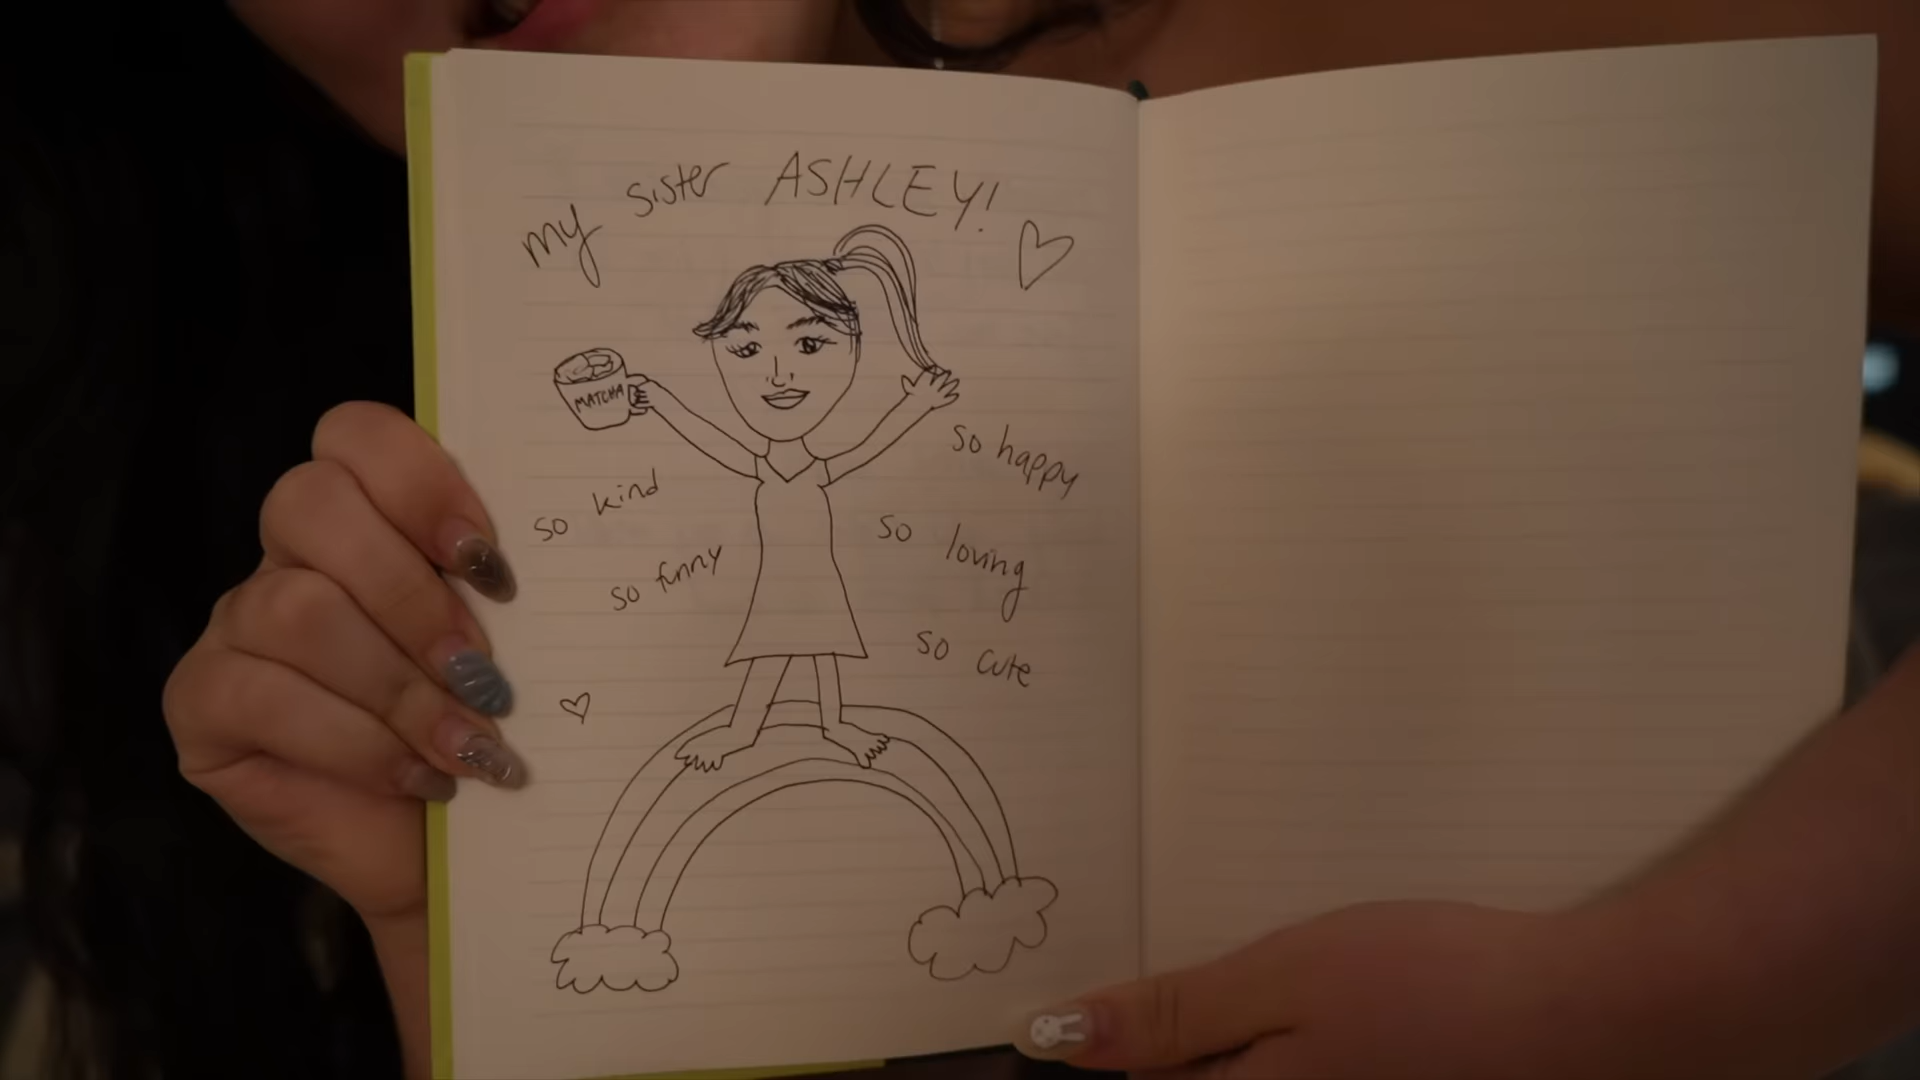 my sister ASHLEY!
MATCHA
so happy
so kind
so loving
so funny
so cute